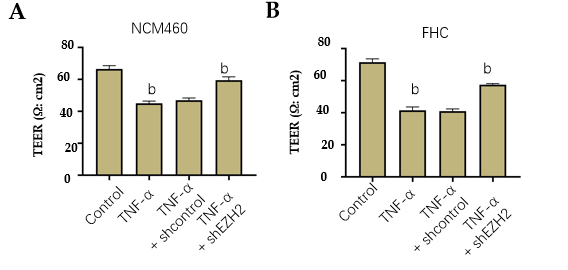 A
NCM460
TEER (Ω: cm2)
80
60
40
20
0
b
b
Control
TNF-α
TNF-α
+ shcontrol
TNF-α
+ shEZH2
B
FHC
TEER (Ω: cm2)
80
60
40
20
0
b
b
Control
TNF-α
TNF-α
+ shcontrol
TNF-α
+ shEZH2